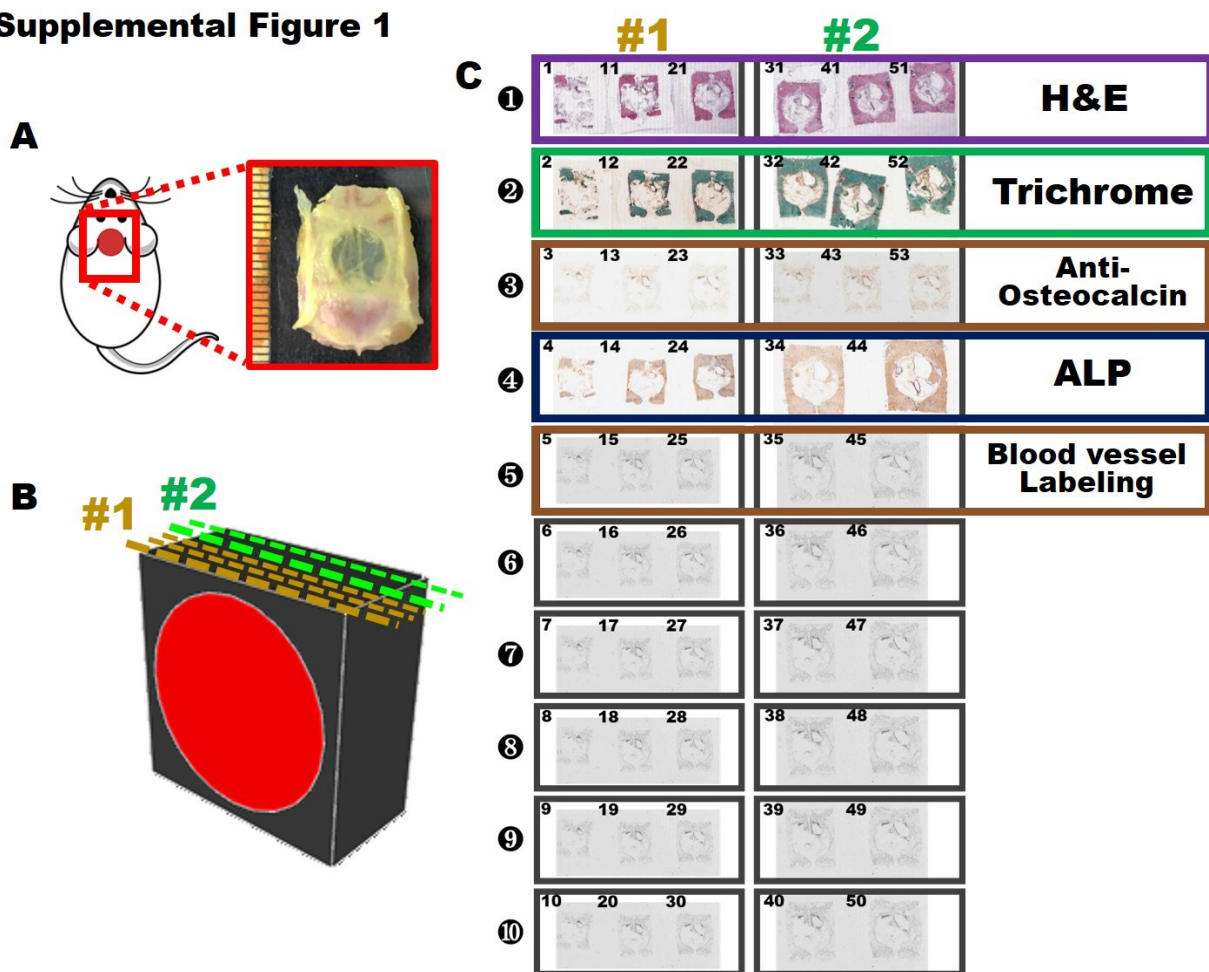 Supplemental Figure 1
A
B
#1 #2
C
#1 #2
❶ 1 11 21 31 41 51 H&E
❷ 2 12 22 32 42 52 Trichrome
❸ 3 13 23 33 43 53 Anti-
Osteocalcin
❹ 4 14 24 34 44 ALP
❺ 5 15 25 35 45 Blood vessel
Labeling
❻ 6 16 26 36 46
❼ 7 17 27 37 47
❽ 8 18 28 38 48
❾ 9 19 29 39 49
❿ 10 20 30 40 50